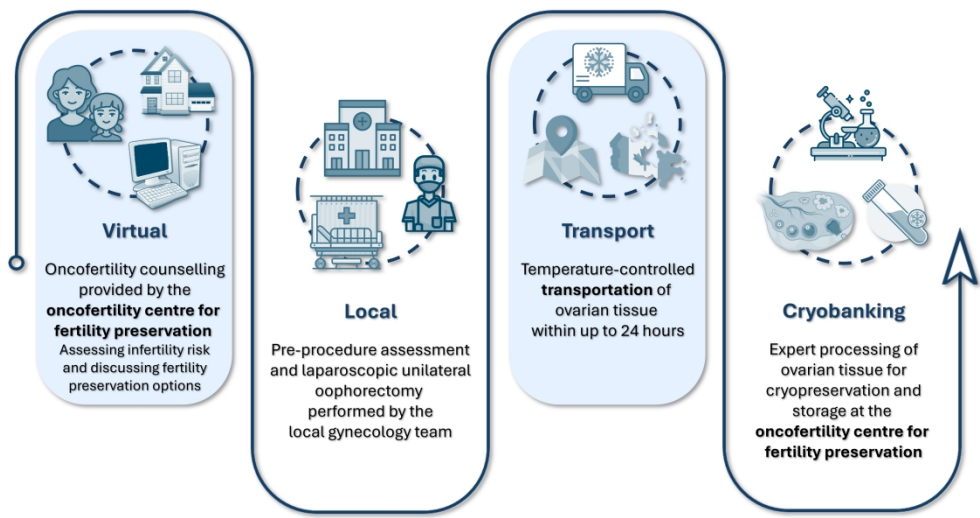 Virtual
Oncofertility counselling
provided by the
oncofertility centre for
fertility preservation
Assessing infertility risk
and discussing fertility
preservation options
Local
Pre-procedure assessment
and laparoscopic unilateral
oophorectomy
performed by the
local gynecology team
Transport
Temperature-controlled
transportation of
ovarian tissue
within up to 24 hours
Cryobanking
Expert processing of
ovarian tissue for
cryopreservation and
storage at the
oncofertility centre for
fertility preservation